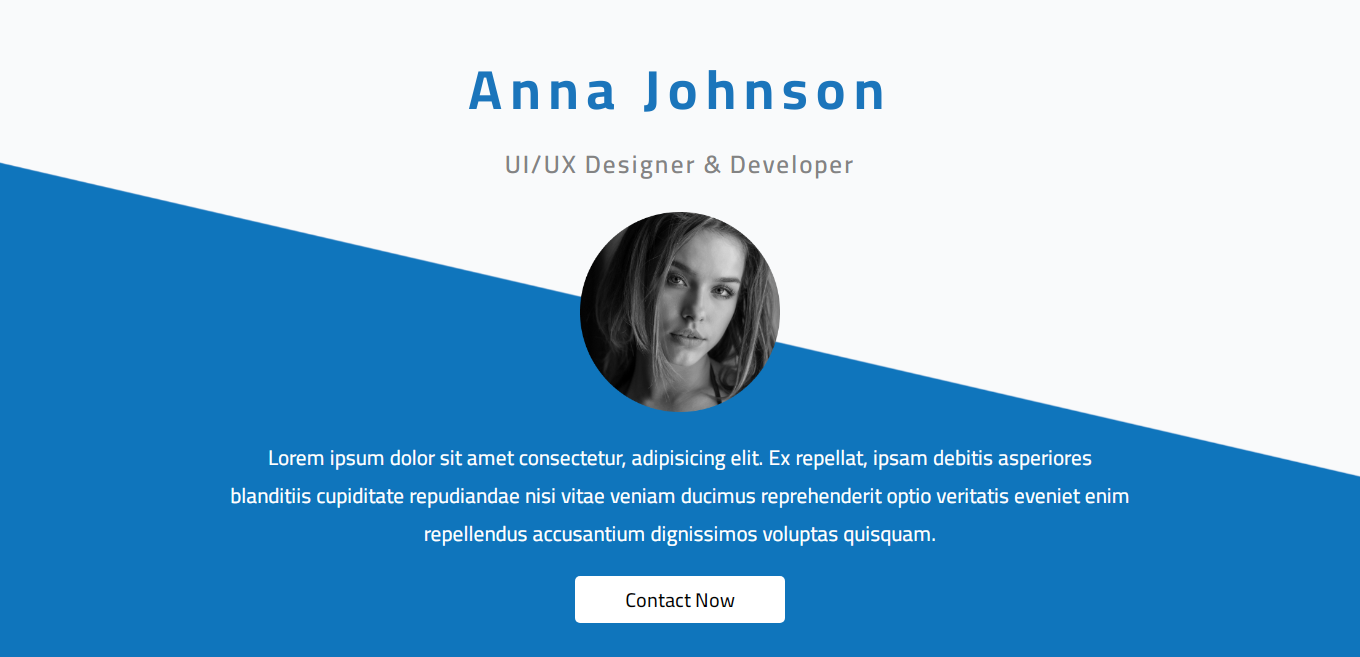 Anna Johnson
UI/UX Designer & Developer
Lorem ipsum dolor sit amet consectetur, adipisicing elit. Ex repellat, ipsam debitis asperiores
blanditiis cupiditate repudiandae nisi vitae veniam ducimus reprehenderit optio veritatis eveniet enim
repellendus accusantium dignissimos voluptas quisquam.
Contact Now